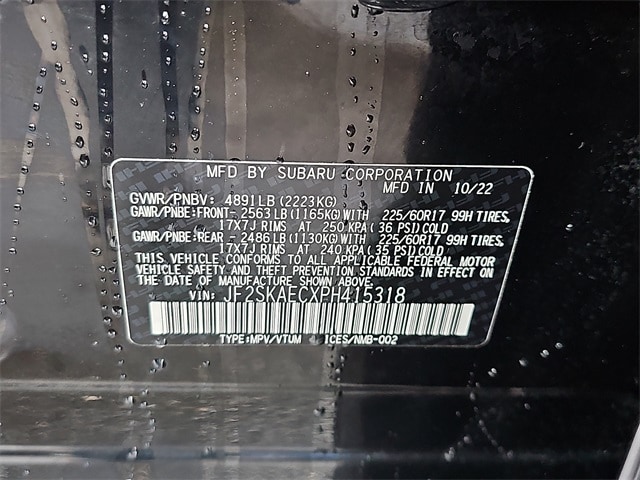 MFD BY SUBARU CORPORATION
MFD IN 10/22
GVWR/PNBV: 4891LB (2223KG)
GAWR/PNBE:FRONT-2563LB(1165KG)WITH 225/60R17 99H TIRES,
17X7J RIMS AT 250 KPA( 36 PSI)COLD
GAWR/PNBE:REAR -2486LB(1130KG)WITH 225/60R17 99H TIRES,
17X7J RIMS AT 240 KPA( 35 PSI)COLD
THIS VEHICLE CONFORMS TO ALL APPLICABLE FEDERAL MOTOR
VEHICLE SAFETY AND THEFT PREVENTION STANDARDS IN EFFECT ON
THE DATE OF MANUFACTURE SHOWN ABOVE.
VIN: JF2SKAECXPH415318
TYPE:MPV/VTUM ICES/NMB-002